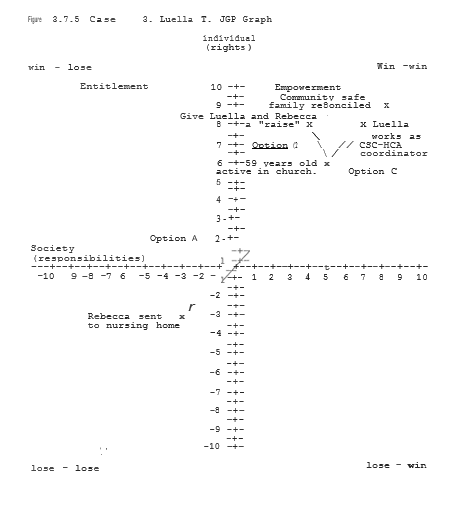 Figure 3.7.5 Case 3. Luella T. JGP Graph
individual
(rights)
win - lose Win -win
Entitlement 10 -+- Empowerment
-+- Community safe
9 -+- family re8onciled x
Give Luella and Rebecca
8 -+-a "raise" x x Luella
-+- works as
7 -+- Option // CSC-HCA
-+- coordinator
6 -+-59 years old x
active in church. Option C
5 -+-
-+-
4 -+-
-+-
3 -+-
-+-
Option A 2 -+-
Society
(responsibilities) 1
-10 9 -8 -7 -6 -5 -4 -3 -2 - 1 2 3 4 5 6 7 8 9 10
-2 -+-
r
Rebecca sent x -3 -+-
to nursing home
-4 -+-
-+-
-5 -+-
-+-
-6 -+-
-+-
-7 -+-
-+-
-8 -+-
-+-
-9 -+-
-+-
-10 -+-
lose - lose lose - win